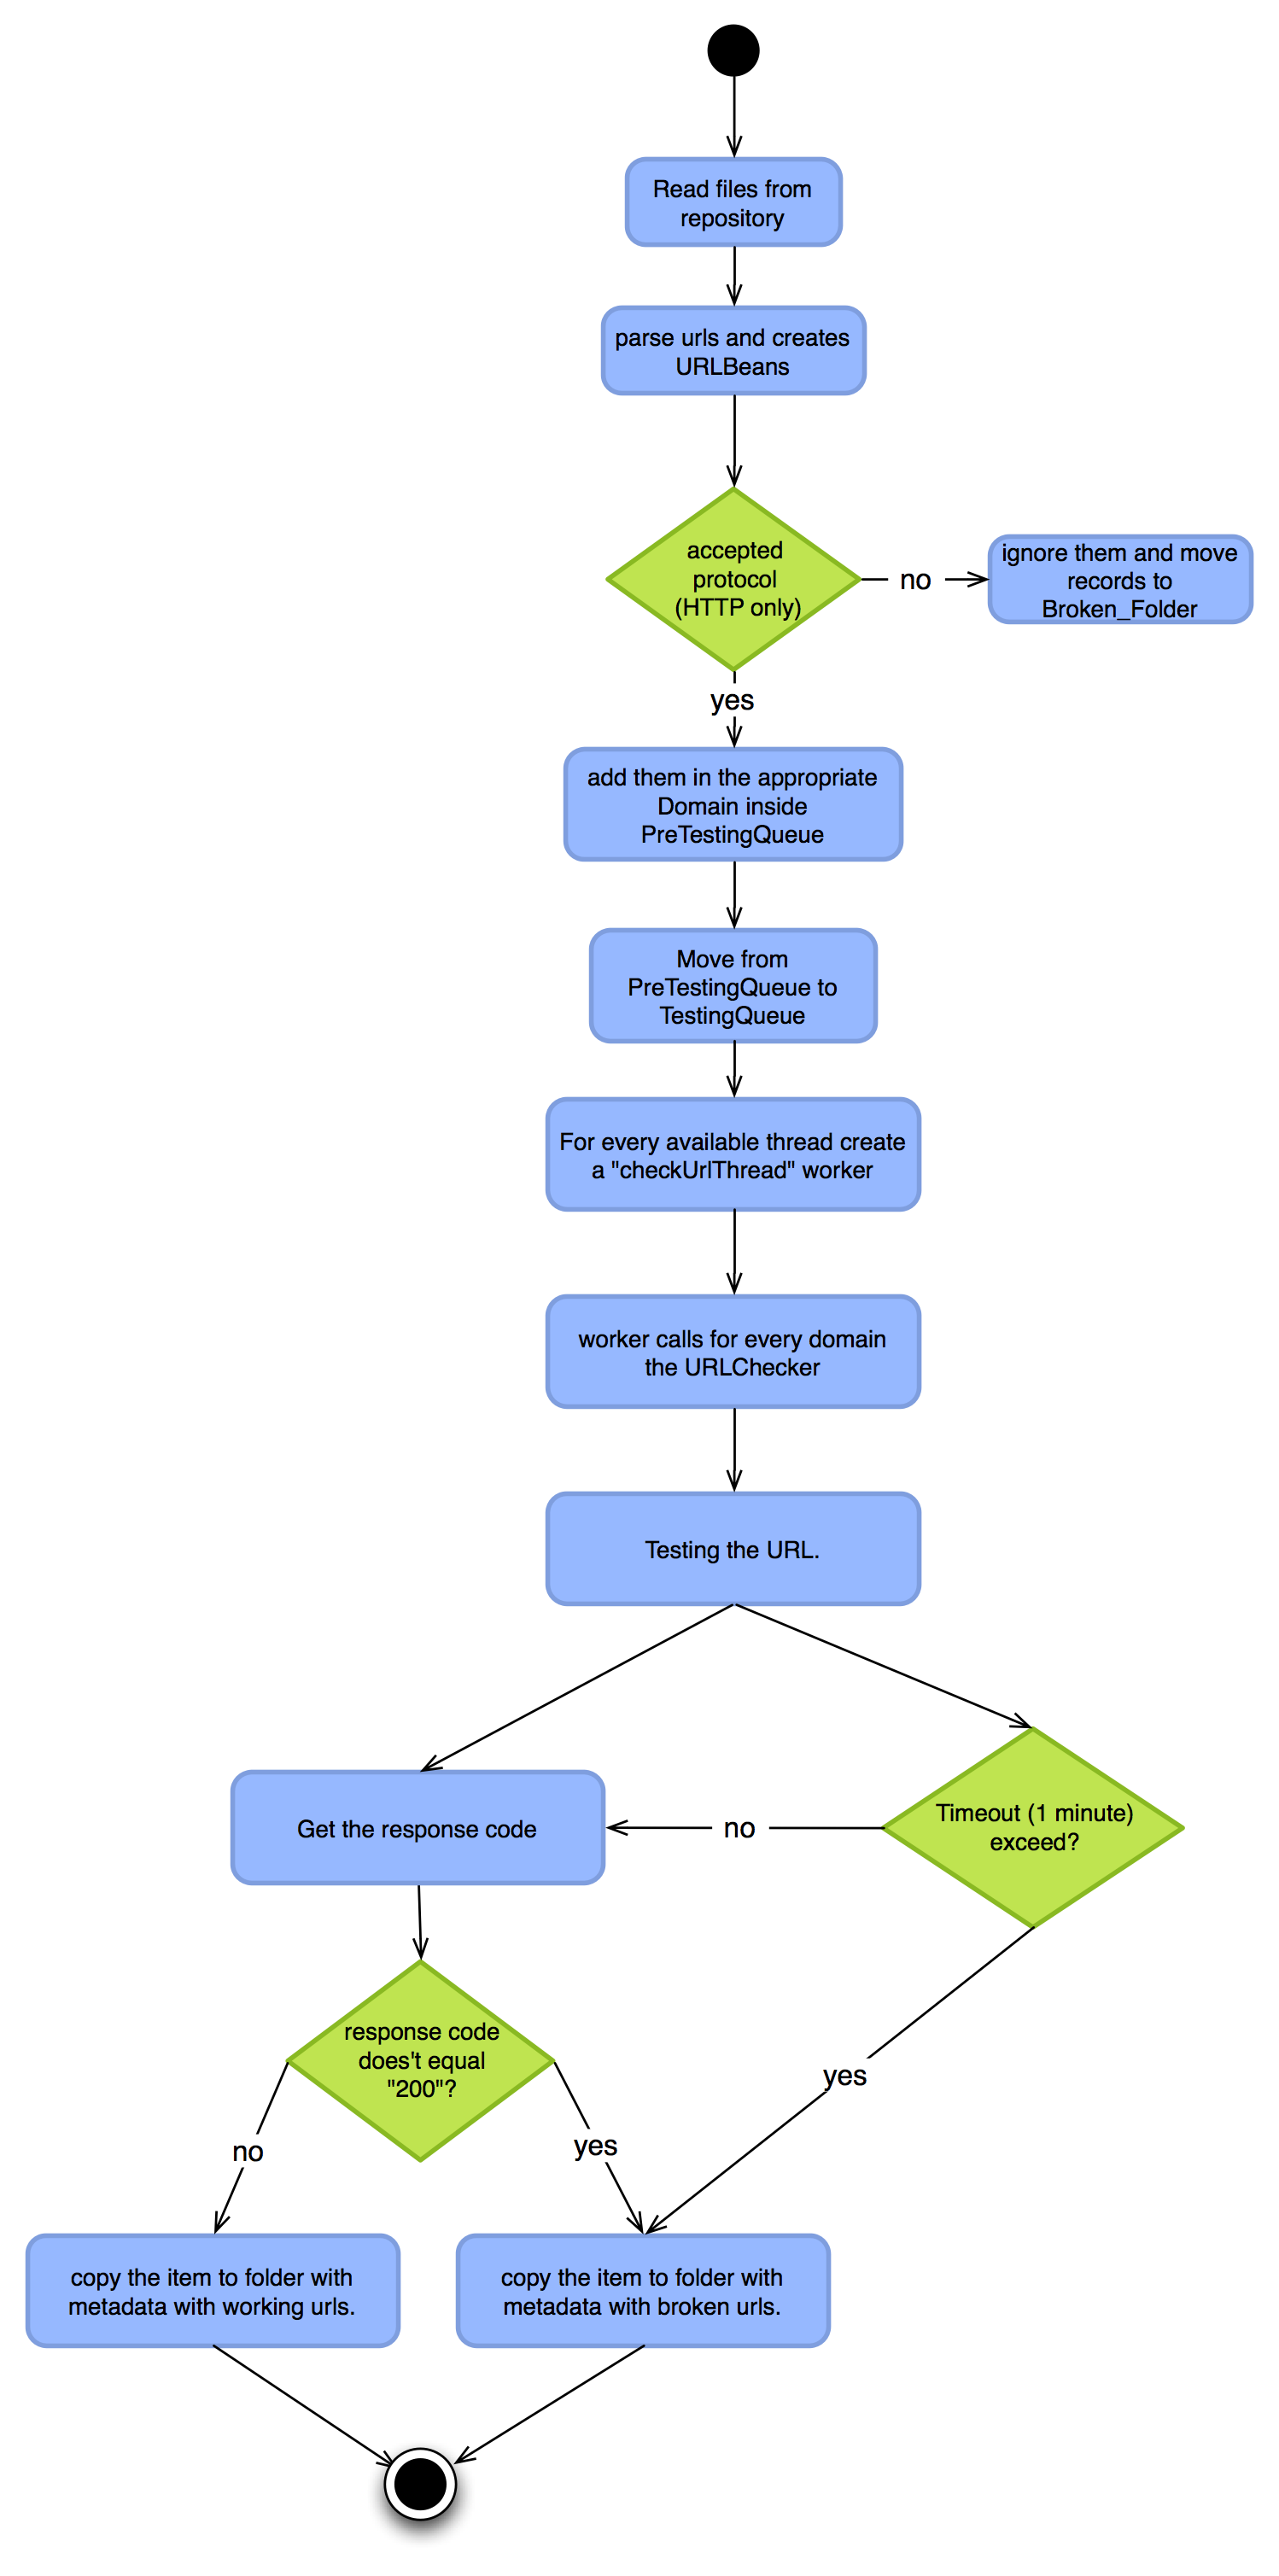 Read files from
repository
parse urls and creates
URLBeans
accepted
protocol
(HTTP only)
no
ignore them and move
records to
Broken_Folder
yes
add them in the appropriate
Domain inside
PreTestingQueue
Move from
PreTestingQueue to
TestingQueue
For every available thread create
a "checkUrlThread" worker
worker calls for every domain
the URLChecker
Testing the URL.
Timeout (1 minute)
exceed?
no
Get the response code
response code
does't equal
"200"?
yes
no
yes
copy the item to folder with
metadata with working urls.
copy the item to folder with
metadata with broken urls.